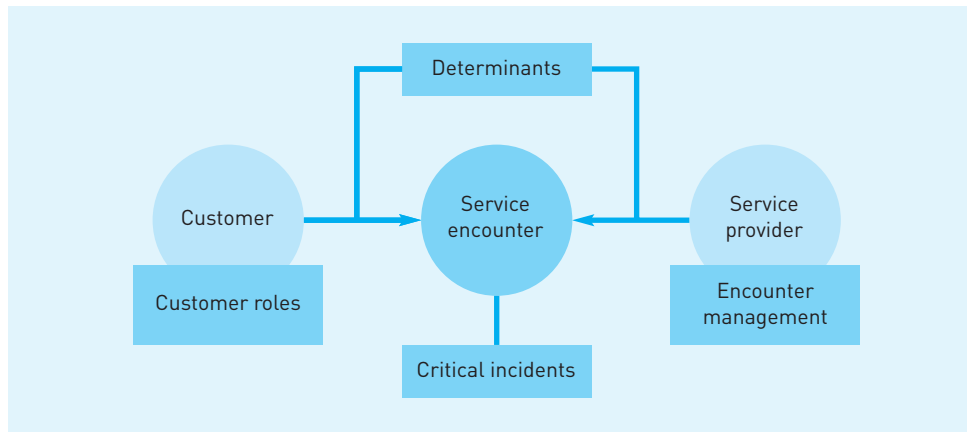 Determinants
Customer
Service
encounter
Service
provider
Customer roles
Encounter
management
Critical incidents